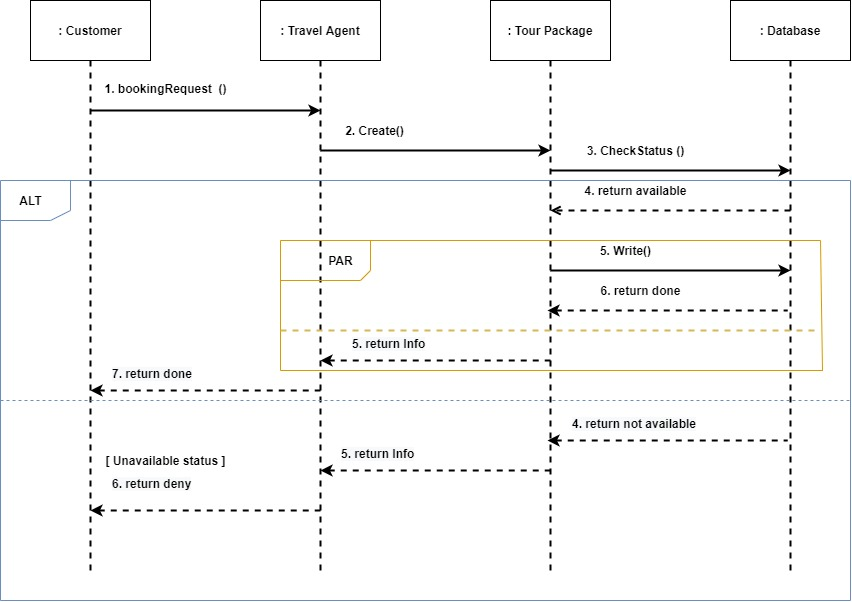 : Customer
: Travel Agent
: Tour Package
: Database
1. bookingRequest ()
2. Create()
3. CheckStatus ()
ALT
4. return available
PAR
5. Write()
6. return done
5. return Info
7. return done
4. return not available
5. return Info
[ Unavailable status ]
6. return deny